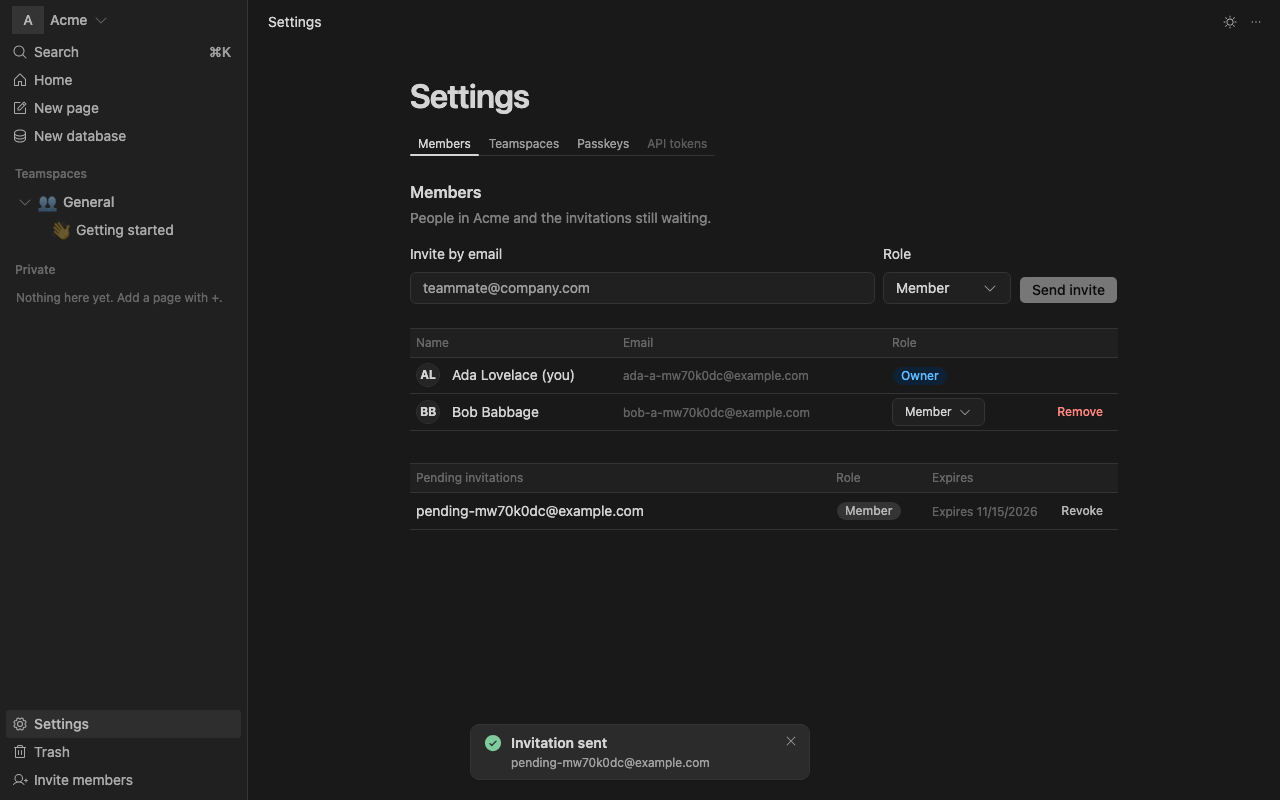 A Acme
Search ⌘K
Home
New page
New database
Teamspaces
General
Getting started
Private
Nothing here yet. Add a page with +.
Settings
Trash
Invite members
Settings
Settings
Members Teamspaces Passkeys API tokens
Members
People in Acme and the invitations still waiting.
Invite by email Role
teammate@company.com Member Send invite
Name Email Role
AL Ada Lovelace (you) ada-a-mw70k0dc@example.com Owner
BB Bob Babbage bob-a-mw70k0dc@example.com Member Remove
Pending invitations Role Expires
pending-mw70k0dc@example.com Member Expires 11/15/2026 Revoke
Invitation sent
pending-mw70k0dc@example.com